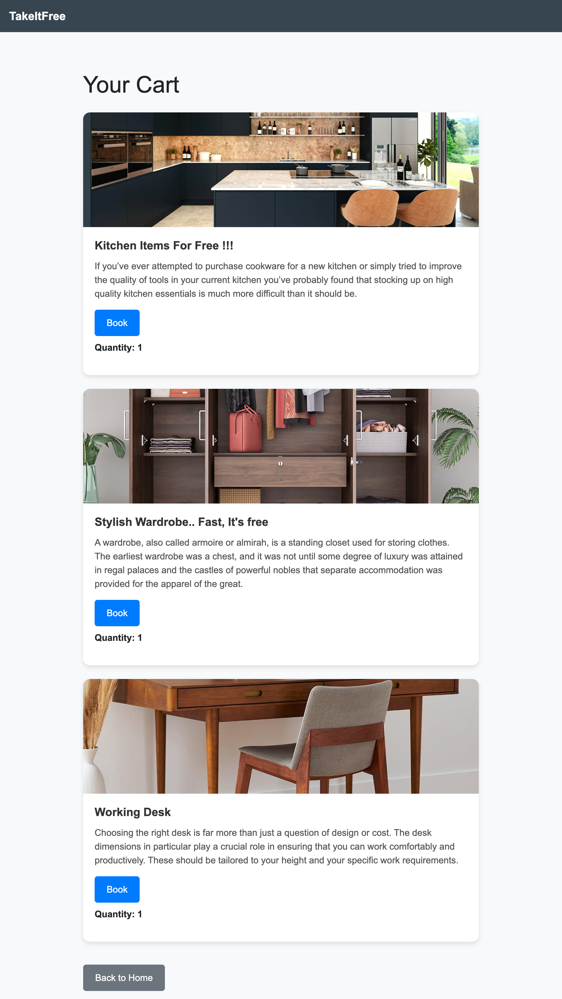 TakeItFree
Your Cart
Kitchen Items For Free !!!
If you’ve ever attempted to purchase cookware for a new kitchen or simply tried to improve
the quality of tools in your current kitchen you’ve probably found that stocking up on high
quality kitchen essentials is much more difficult than it should be.
Book
Quantity: 1
Stylish Wardrobe.. Fast, It's free
A wardrobe, also called armoire or almirah, is a standing closet used for storing clothes.
The earliest wardrobe was a chest, and it was not until some degree of luxury was attained
in regal palaces and the castles of powerful nobles that separate accommodation was
provided for the apparel of the great.
Book
Quantity: 1
Working Desk
Choosing the right desk is far more than just a question of design or cost. The desk
dimensions in particular play a crucial role in ensuring that you can work comfortably and
productively. These should be tailored to your height and your specific work requirements.
Book
Quantity: 1
Back to Home